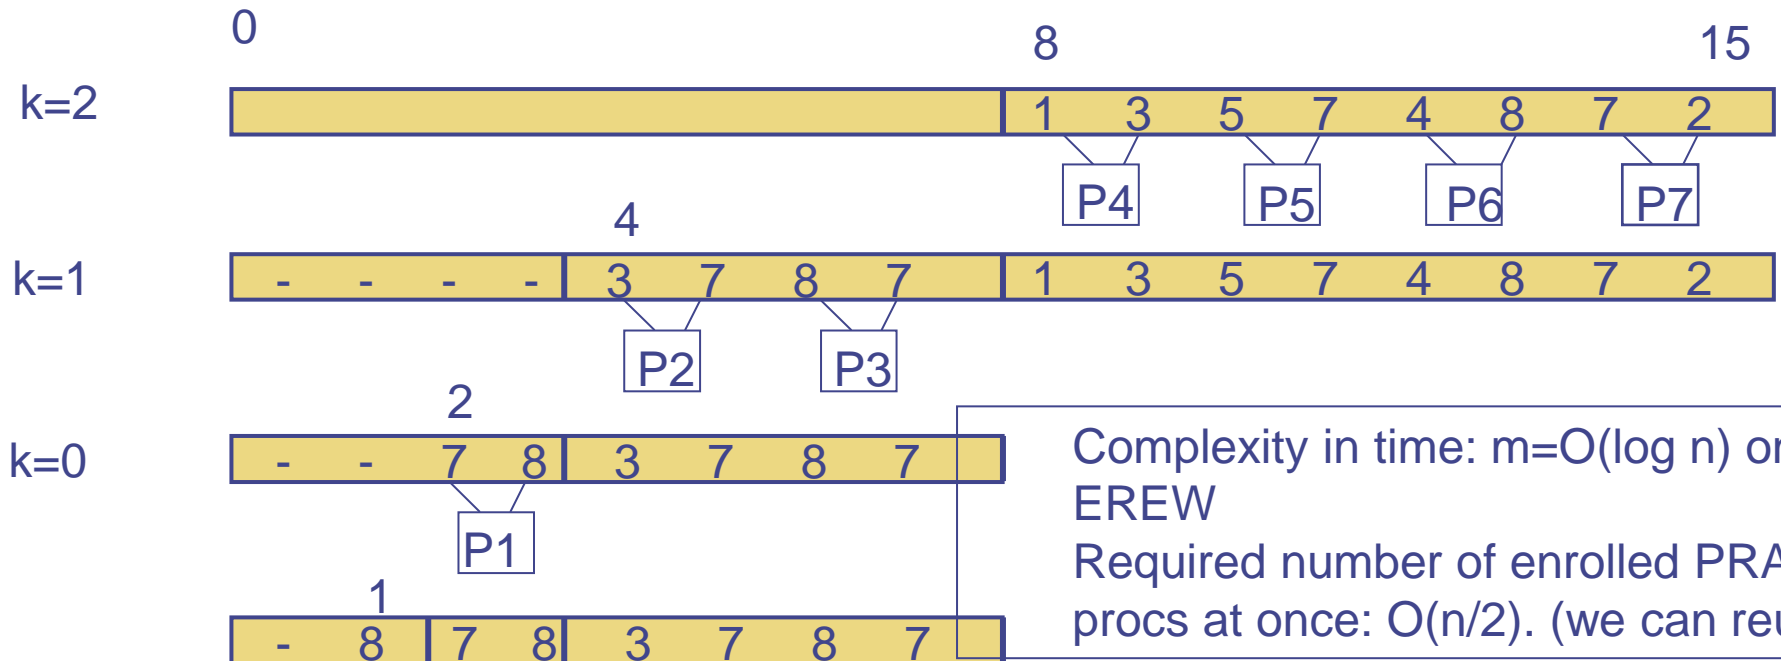 0 8 15
k=2 1 3 5 7 4 8 7 2
P4 P5 P6 P7
4
k=1 - - - - 3 7 8 7 1 3 5 7 4 8 7 2
P2 P3
2
k=0 - - 7 8 3 7 8 7
P1
1
- 8 7 8 3 7 8 7
Complexity in time: m=O(log n) on
EREW
Required number of enrolled PRA
procs at once: O(n/2). (we can reu